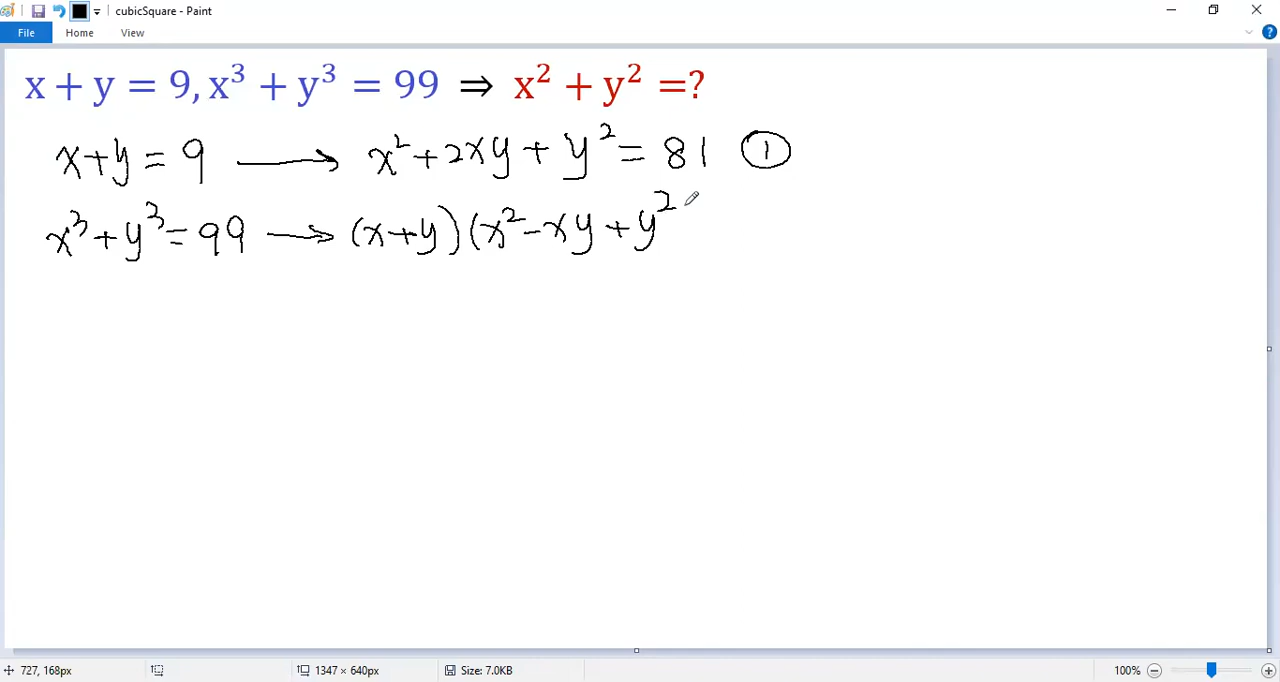 cubicSquare - Paint
File Home View
x + y = 9, x³ + y³ = 99 ⇒ x² + y² =?
x+y = 9 → x² + 2xy + y² = 81 ①
x³ + y³ = 99 → (x + y)(x² - xy + y²
727, 168px 1347 × 640px Size: 7.0KB 100%